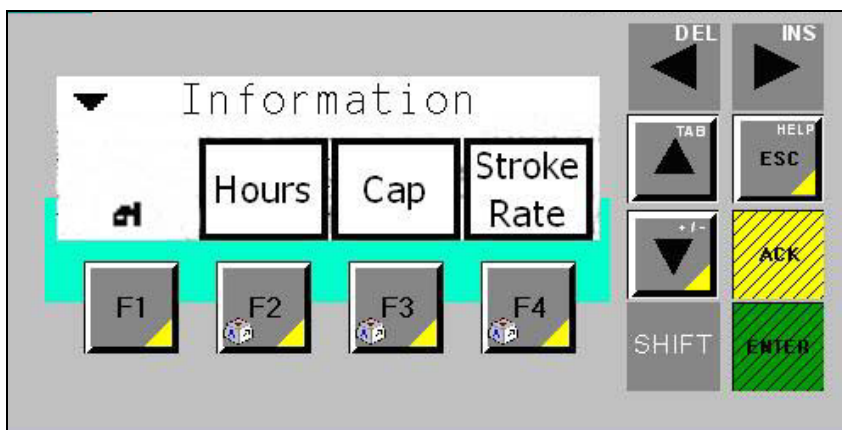 Information
Hours
Cap
Stroke
Rate
F1
F2
F3
F4
DEL
INS
TAB
HELP
ESC
+/-
ACK
SHIFT
ENTER